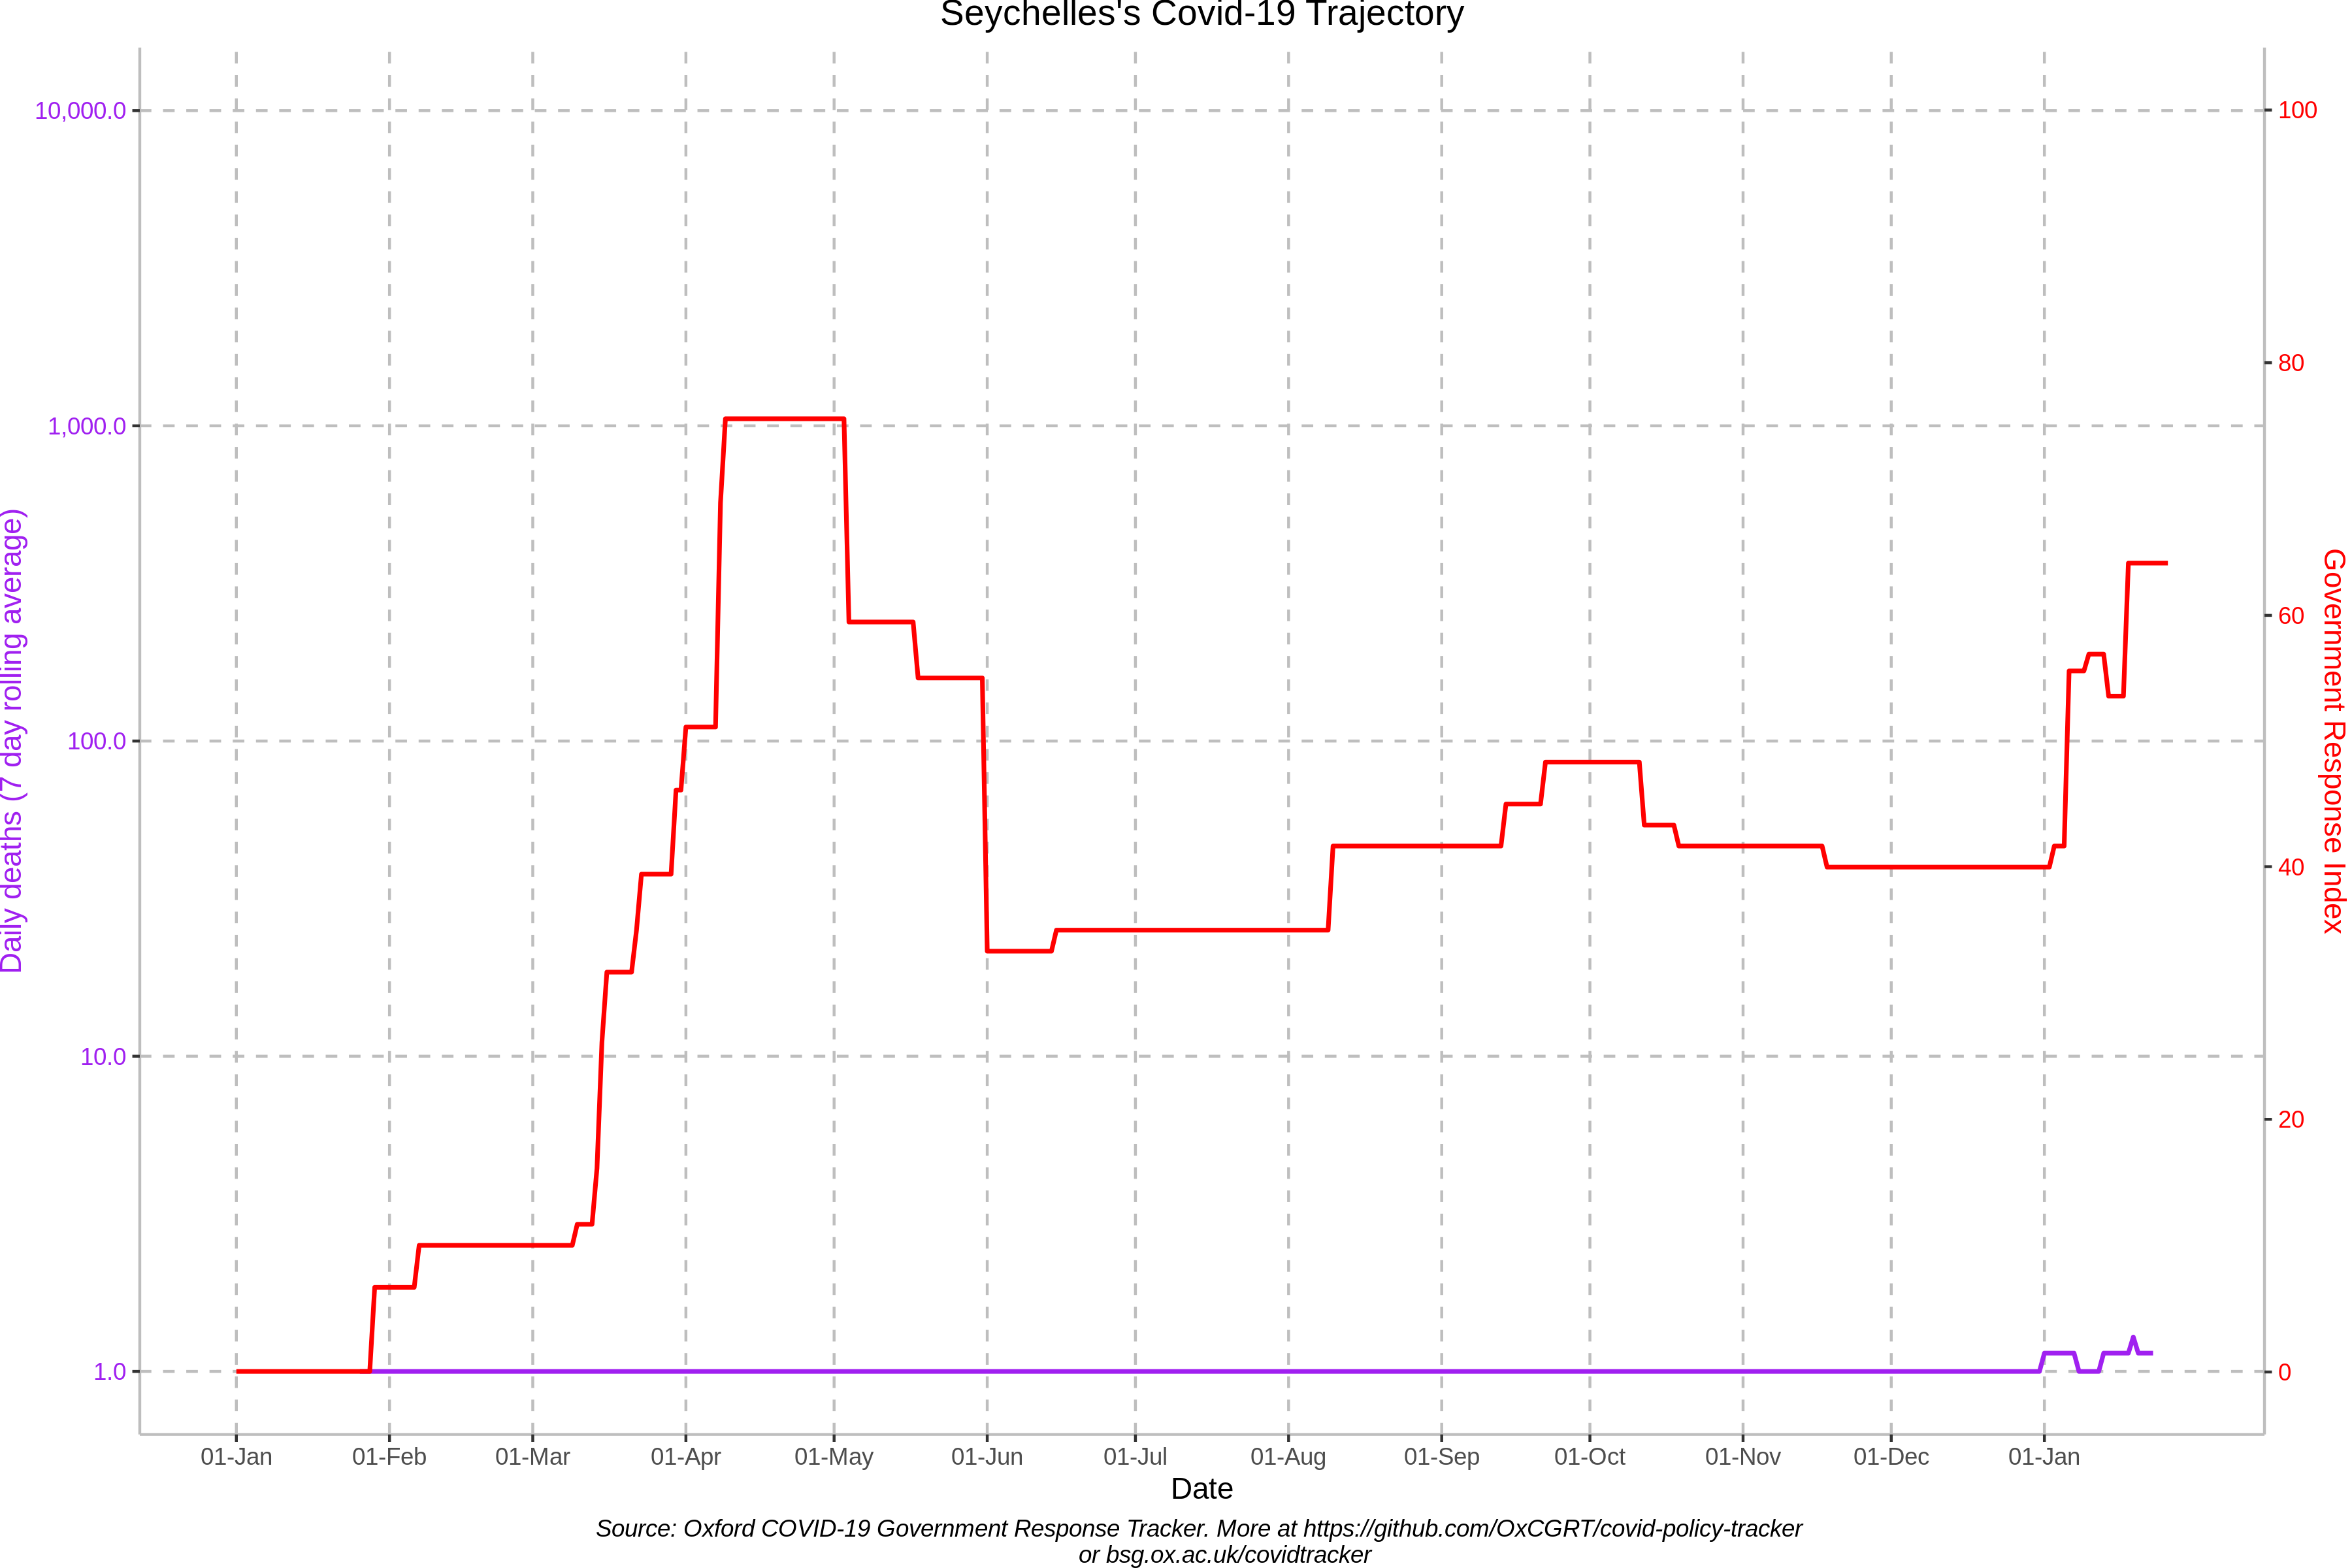 Seychelles's Covid-19 Trajectory
10,000.0
1,000.0
100.0
10.0
1.0
Daily deaths (7 day rolling average)
100
80
60
40
20
0
Government Response Index
01-Jan 01-Feb 01-Mar 01-Apr 01-May 01-Jun 01-Jul 01-Aug 01-Sep 01-Oct 01-Nov 01-Dec 01-Jan
Date
Source: Oxford COVID-19 Government Response Tracker. More at https://github.com/OxCGRT/covid-policy-tracker
or bsg.ox.ac.uk/covidtracker